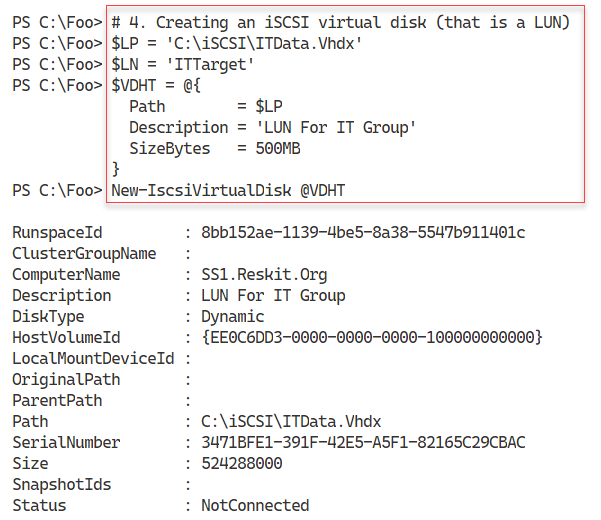 PS C:\Foo> # 4. Creating an iSCSI virtual disk (that is a LUN)
PS C:\Foo> $LP = 'C:\iSCSI\ITData.Vhdx'
PS C:\Foo> $LN = 'ITTarget'
PS C:\Foo> $VDHT = @{
  Path        = $LP
  Description = 'LUN For IT Group'
  SizeBytes   = 500MB
}
PS C:\Foo> New-IscsiVirtualDisk @VDHT
RunspaceId         : 8bb152ae-1139-4be5-8a38-5547b911401c
ClusterGroupName   :
ComputerName       : SS1.Reskit.Org
Description        : LUN For IT Group
DiskType           : Dynamic
HostVolumeId       : {EE0C6DD3-0000-0000-0000-100000000000}
LocalMountDeviceId :
OriginalPath       :
ParentPath         :
Path               : C:\iSCSI\ITData.Vhdx
SerialNumber       : 3471BFE1-391F-42E5-A5F1-82165C29CBAC
Size               : 524288000
SnapshotIds        :
Status             : NotConnected